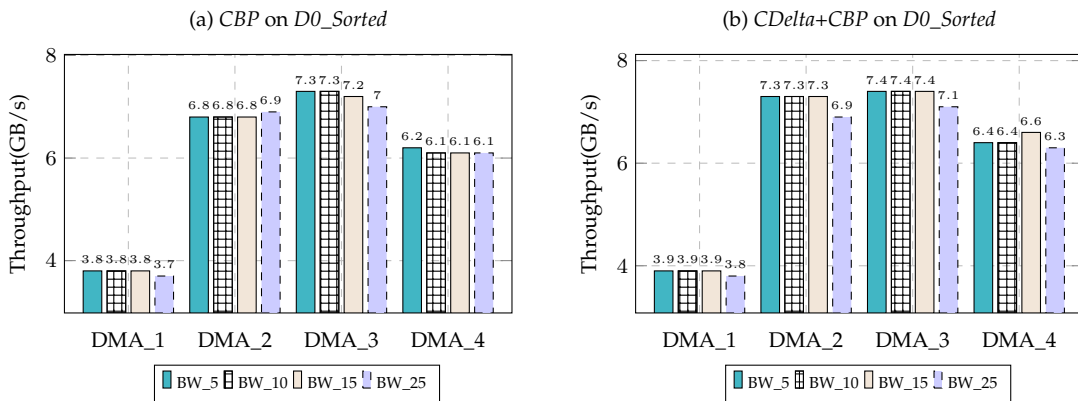 (a) CBP on D0_Sorted
Throughput(GB/s)
8
6
4
3.8 3.8 3.8 3.7
6.8 6.8 6.8 6.9
7.3 7.3 7.2 7
6.2 6.1 6.1 6.1
DMA_1 DMA_2 DMA_3 DMA_4
BW_5 BW_10 BW_15 BW_25
(b) CDelta+CBP on D0_Sorted
Throughput(GB/s)
8
6
4
3.9 3.9 3.9 3.8
7.3 7.3 7.3 6.9
7.4 7.4 7.4 7.1
6.4 6.4 6.6 6.3
DMA_1 DMA_2 DMA_3 DMA_4
BW_5 BW_10 BW_15 BW_25